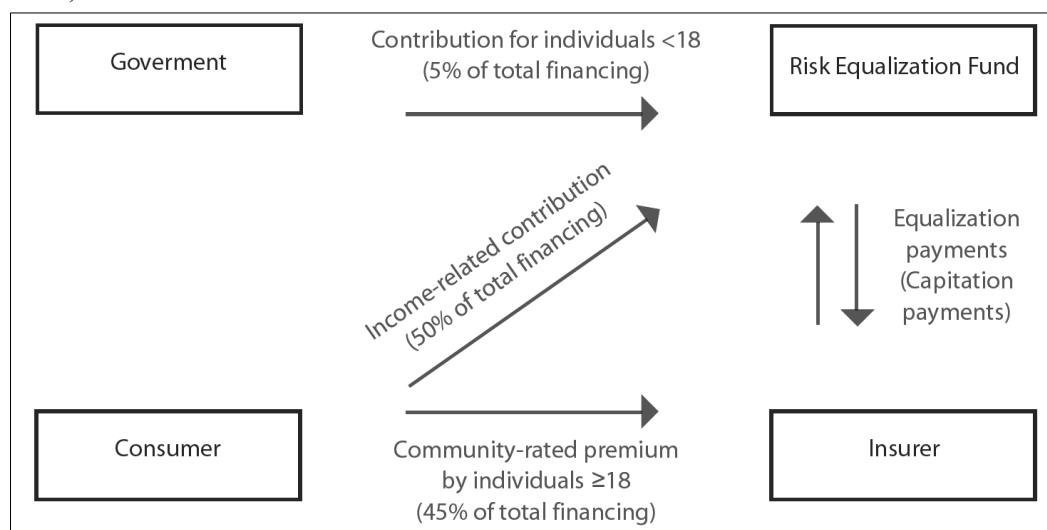 Goverment
Contribution for individuals <18
(5% of total financing)
Risk Equalization Fund
Income-related contribution
(50% of total financing)
Equalization
payments
(Capitation
payments)
Consumer
Community-rated premium
by individuals ≥18
(45% of total financing)
Insurer